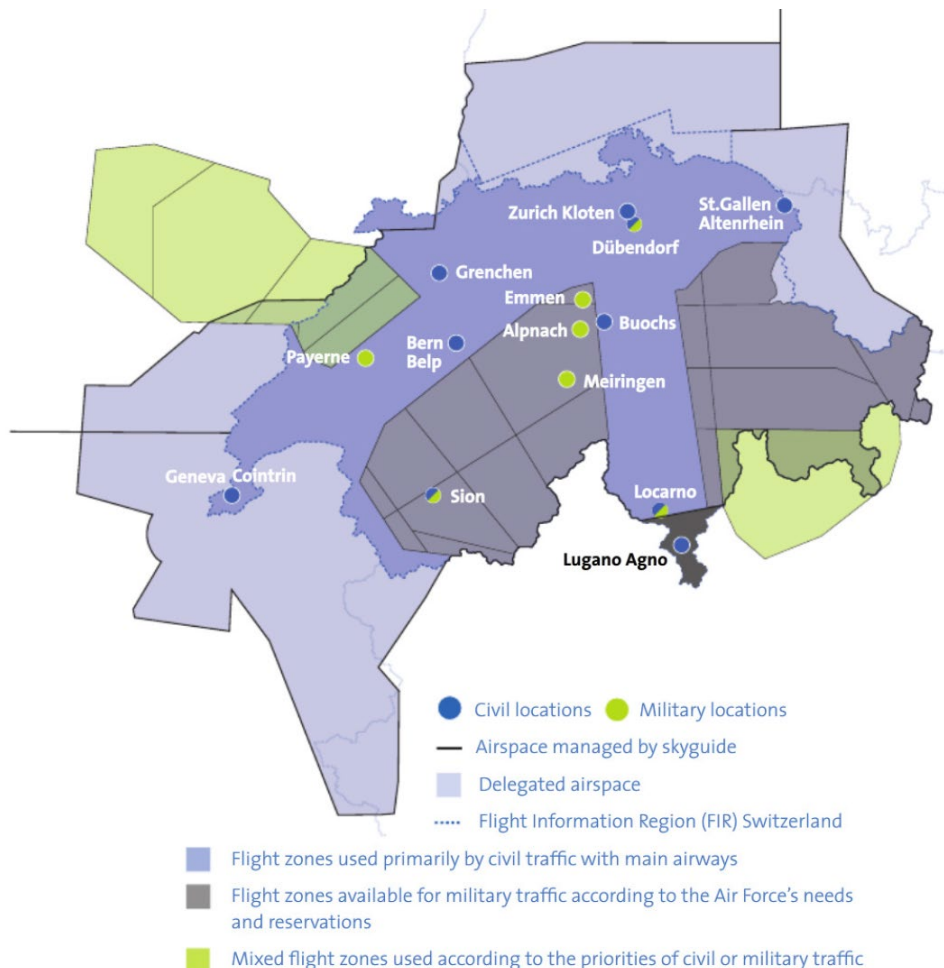 Zurich Kloten
St.Gallen
Altenrhein
Dübendorf
Grenchen
Emmen
Buochs
Alpnach
Bern
Belp
Payerne
Meiringen
Geneva Cointrin
Sion
Locarno
Lugano Agno
Civil locations
Military locations
Airspace managed by skyguide
Delegated airspace
Flight Information Region (FIR) Switzerland
Flight zones used primarily by civil traffic with main airways
Flight zones available for military traffic according to the Air Force’s needs
and reservations
Mixed flight zones used according to the priorities of civil or military traffic